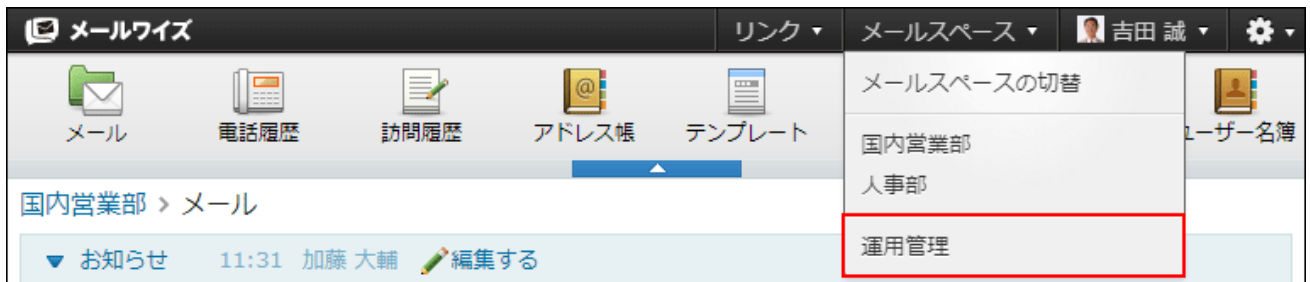 メールワイズ リンク ▼ メールスペース ▼ 吉田 誠 ▼
メールスペースの切替
メール 電話履歴 訪問履歴 アドレス帳 テンプレート ユーザー名簿
国内営業部
人事部
国内営業部 > メール
運用管理
▼ お知らせ 11:31 加藤 大輔 編集する